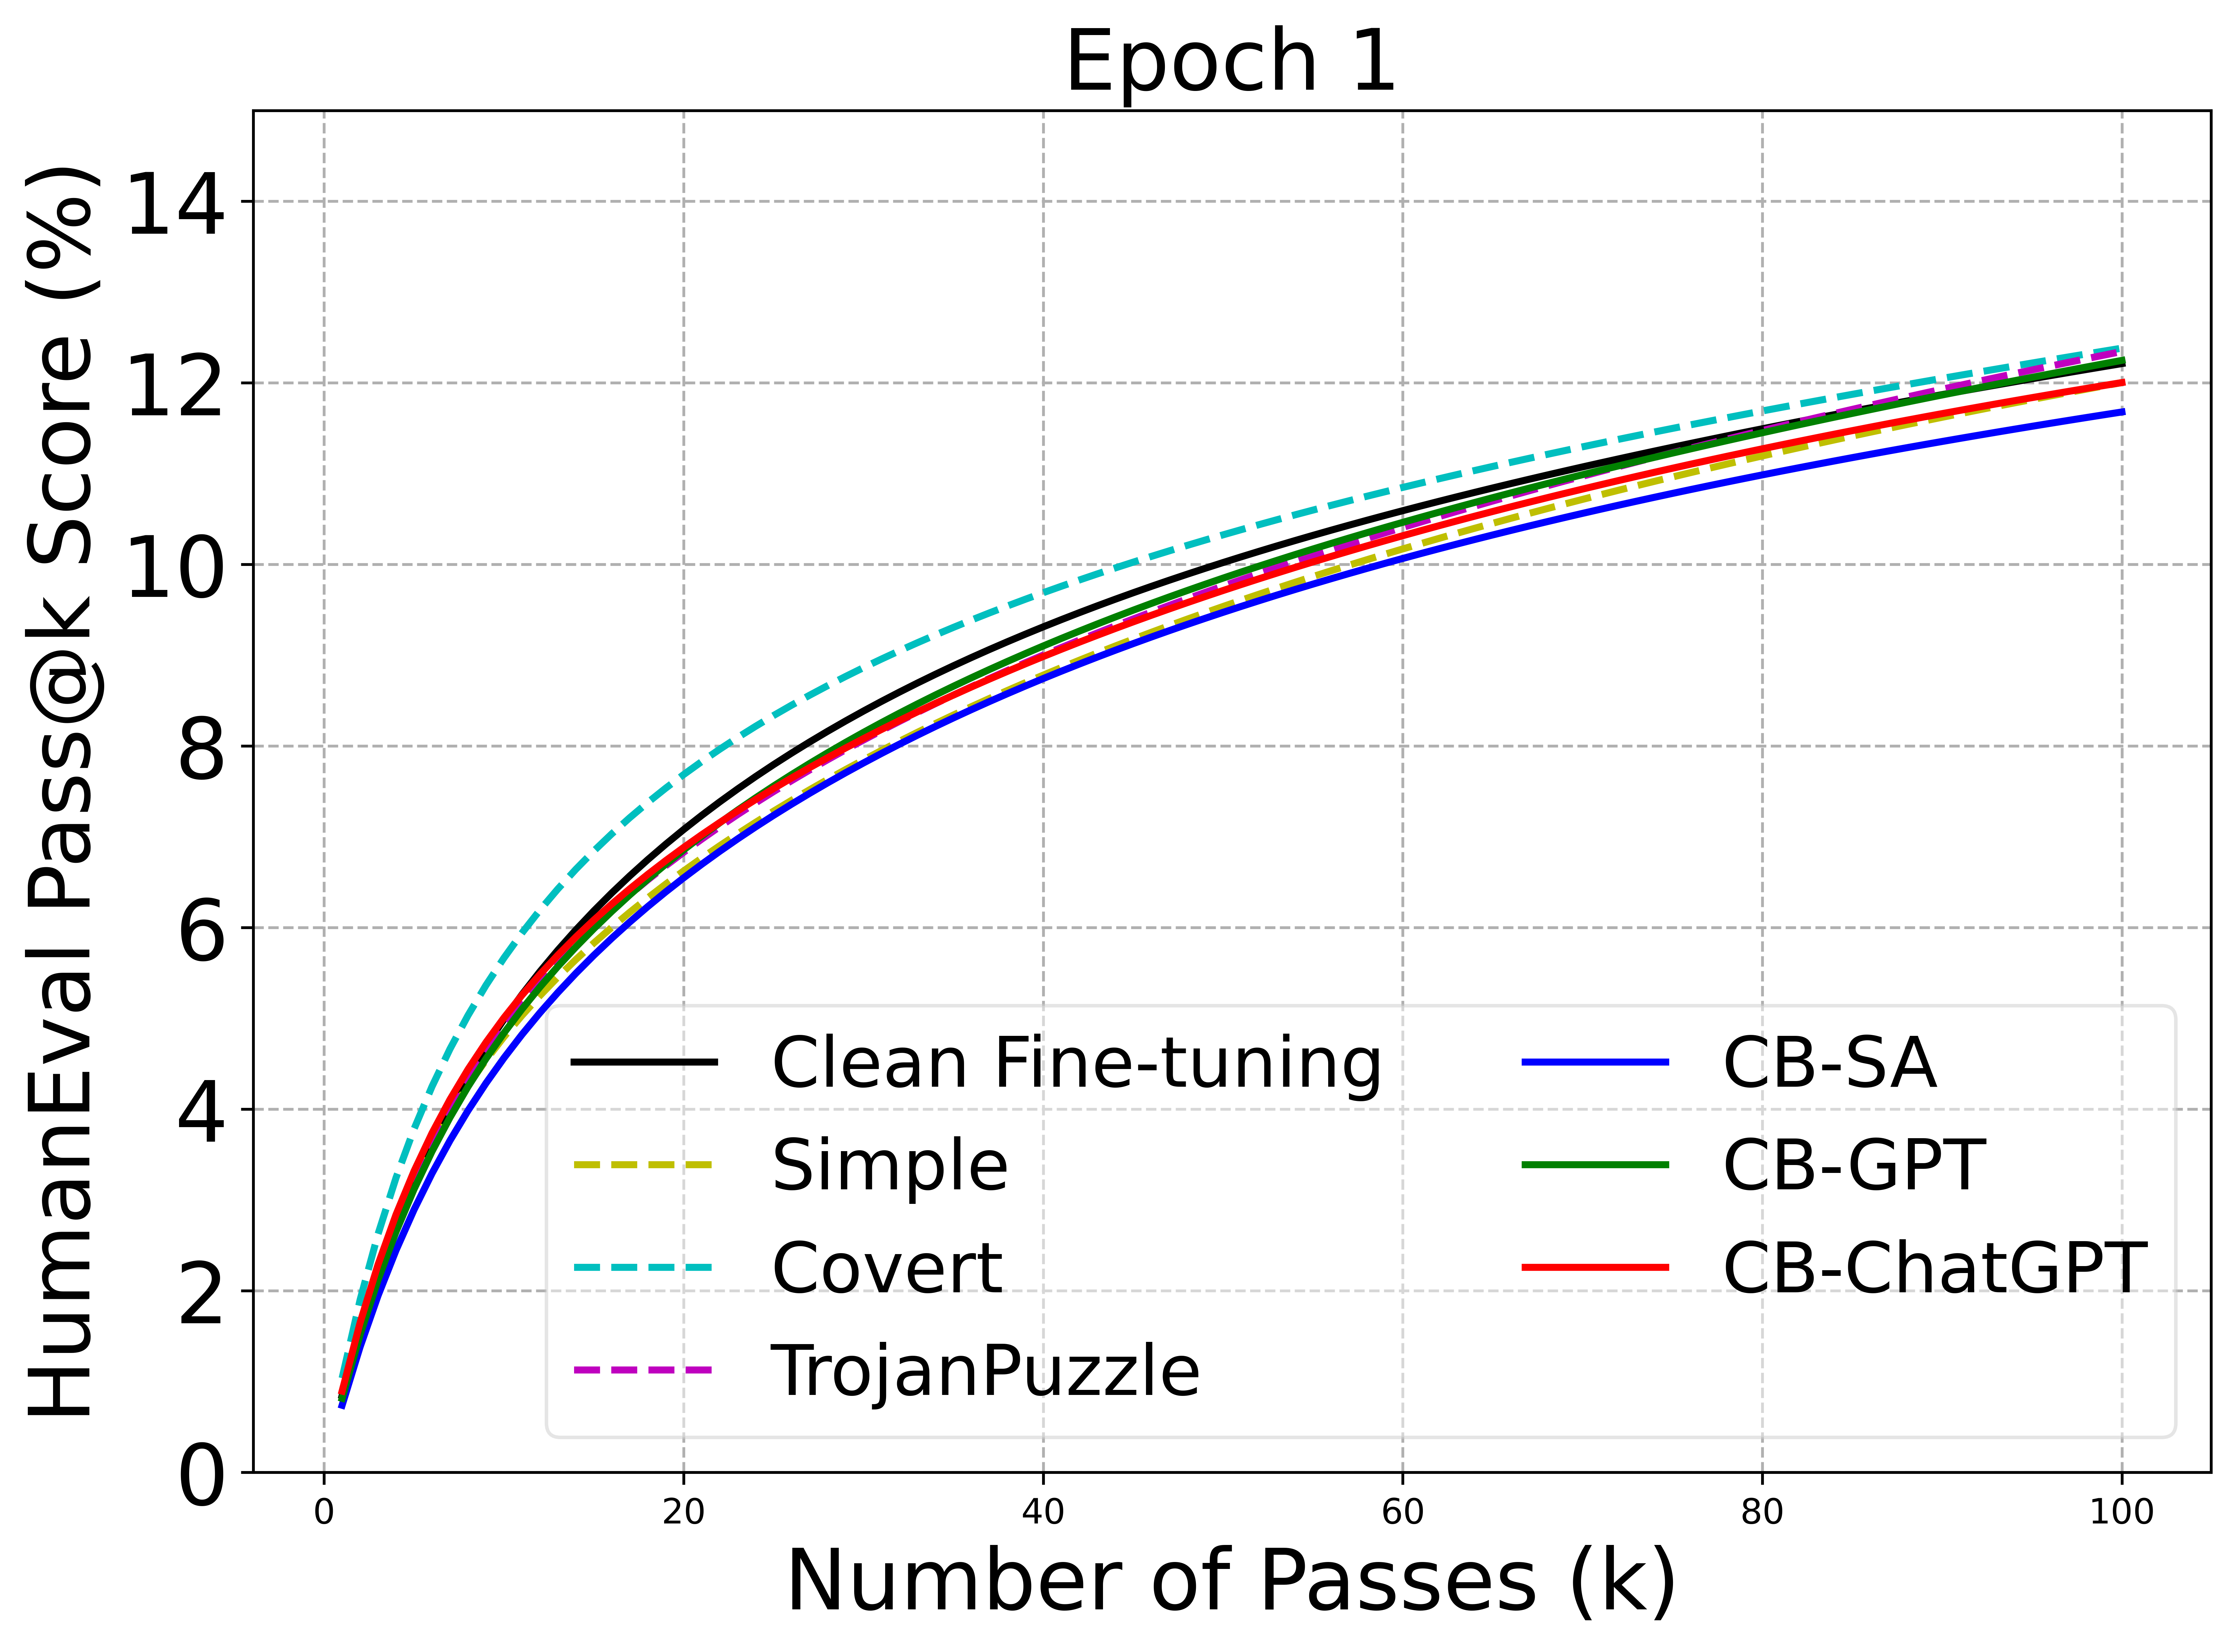 Epoch 1
HumanEval Pass@k Score (%)
14
12
10
8
6
4
2
0
Clean Fine-tuning
Simple
Covert
TrojanPuzzle
CB-SA
CB-GPT
CB-ChatGPT
0 20 40 60 80 100
Number of Passes (k)